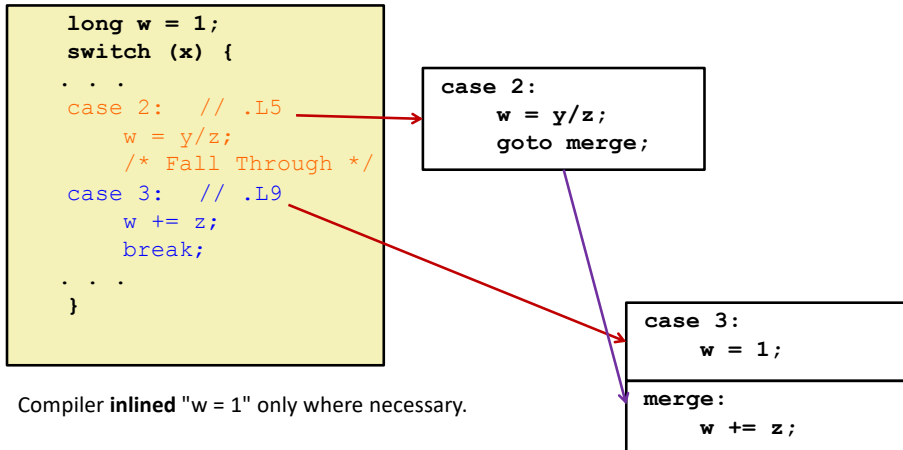 long w = 1;
switch (x) {
. . .
case 2:   // .L5
    w = y/z;
    /* Fall Through */
case 3:   // .L9
    w += z;
    break;
. . .
}
case 2:
    w = y/z;
    goto merge;
case 3:
    w = 1;
merge:
    w += z;
Compiler inlined "w = 1" only where necessary.